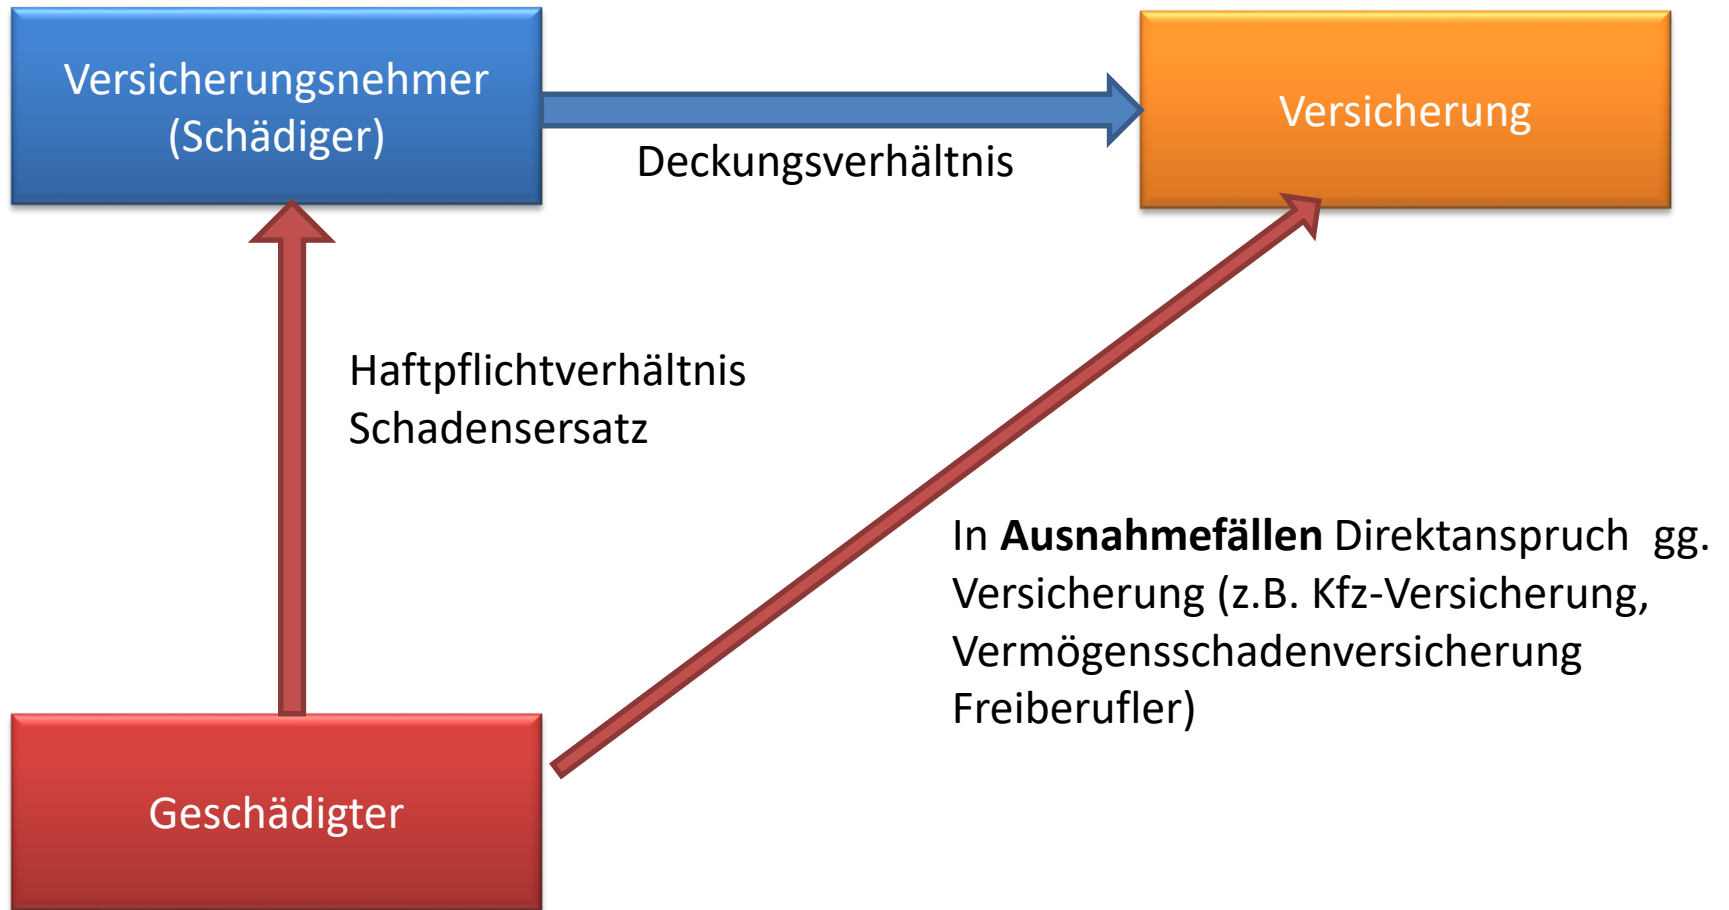 Versicherungsnehmer
(Schädiger)
Versicherung
Deckungsverhältnis
Haftpflichtverhältnis
Schadensersatz
In Ausnahmefällen Direktanspruch  gg.
Versicherung (z.B. Kfz-Versicherung,
Vermögensschadenversicherung
Freiberufler)
Geschädigter